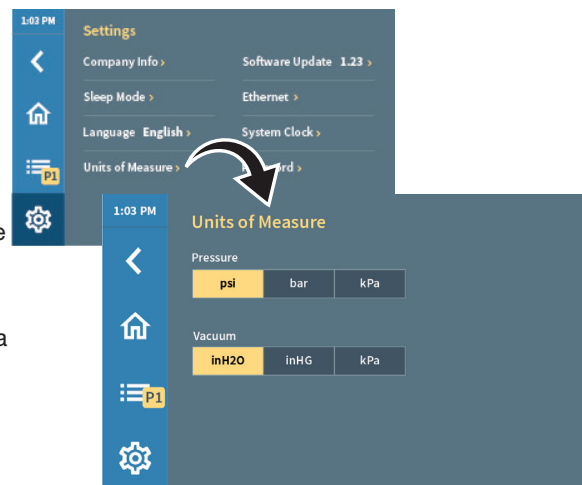 1:03 PM
Settings
Company Info >
Software Update 1.23 >
Sleep Mode >
Ethernet >
Language English >
System Clock >
Units of Measure >
P1
e
a
1:03 PM
Units of Measure
Pressure
psi bar kPa
Vacuum
inH2O inHG kPa
P1